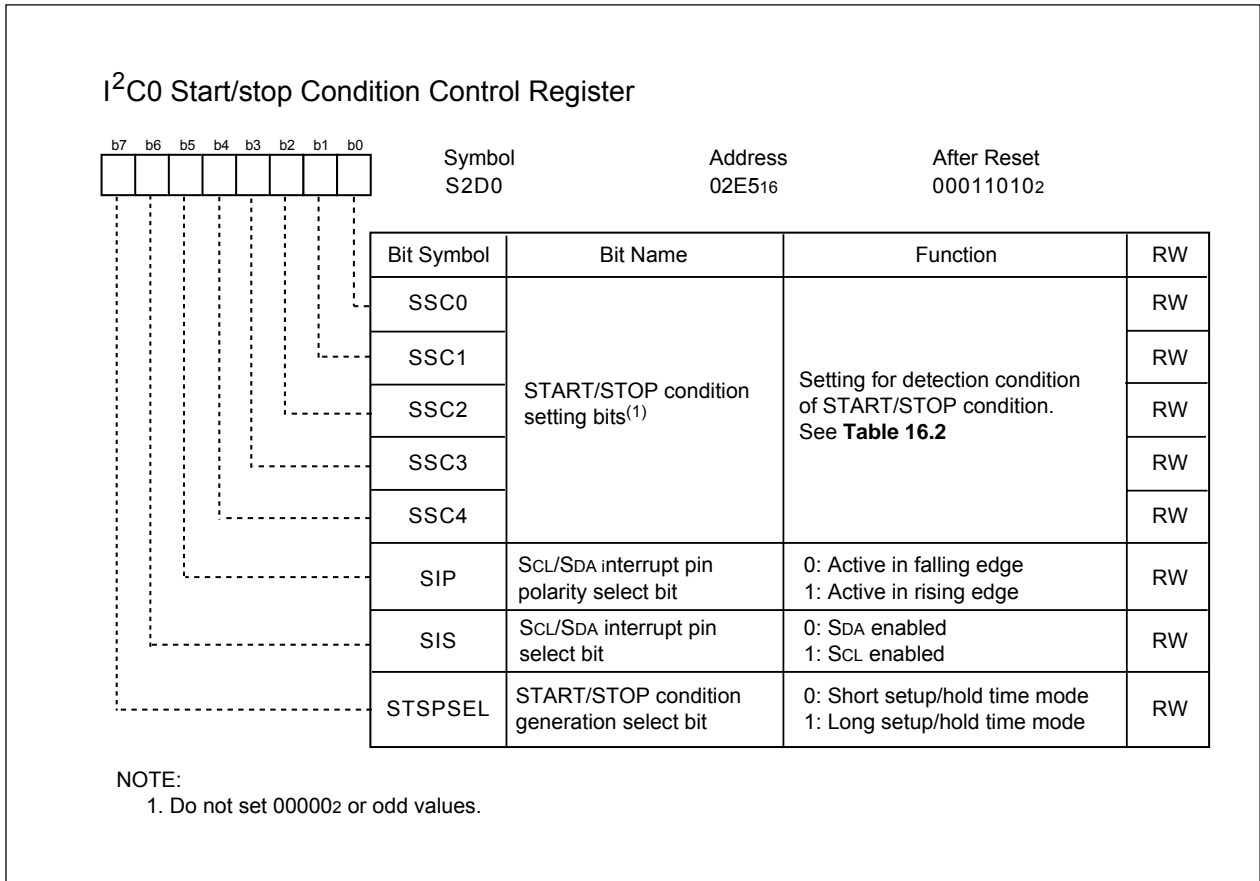 I²C0 Start/stop Condition Control Register
b7 b6 b5 b4 b3 b2 b1 b0
Symbol Address After Reset
S2D0 02E516 000110102
Bit Symbol Bit Name Function RW
SSC0 RW
SSC1 RW
SSC2 RW
SSC3 RW
SSC4 RW
START/STOP condition
setting bits(1)
Setting for detection condition
of START/STOP condition.
See Table 16.2
SIP
SCL/SDA interrupt pin
polarity select bit
0: Active in falling edge
1: Active in rising edge
RW
SIS
SCL/SDA interrupt pin
select bit
0: SDA enabled
1: SCL enabled
RW
STSPSEL
START/STOP condition
generation select bit
0: Short setup/hold time mode
1: Long setup/hold time mode
RW
NOTE:
1. Do not set 000002 or odd values.